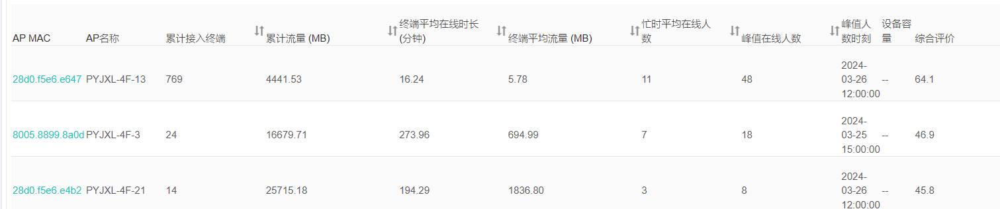 AP MAC AP名称 累计接入终端 累计流量 (MB) 终端平均在线时长
(分钟) 终端平均流量 (MB) 忙时平均在线人
数 峰值在线人数 峰值人
数时刻 设备容
量 综合评价
28d0.f5e6.e647 PYJXL-4F-13 769 4441.53 16.24 5.78 11 48 2024-
03-26
12:00:00 -- 64.1
8005.8899.8a0d PYJXL-4F-3 24 16679.71 273.96 694.99 7 18 2024-
03-25
15:00:00 -- 46.9
28d0.f5e6.e4b2 PYJXL-4F-21 14 25715.18 194.29 1836.80 3 8 2024-
03-26
12:00:00 -- 45.8